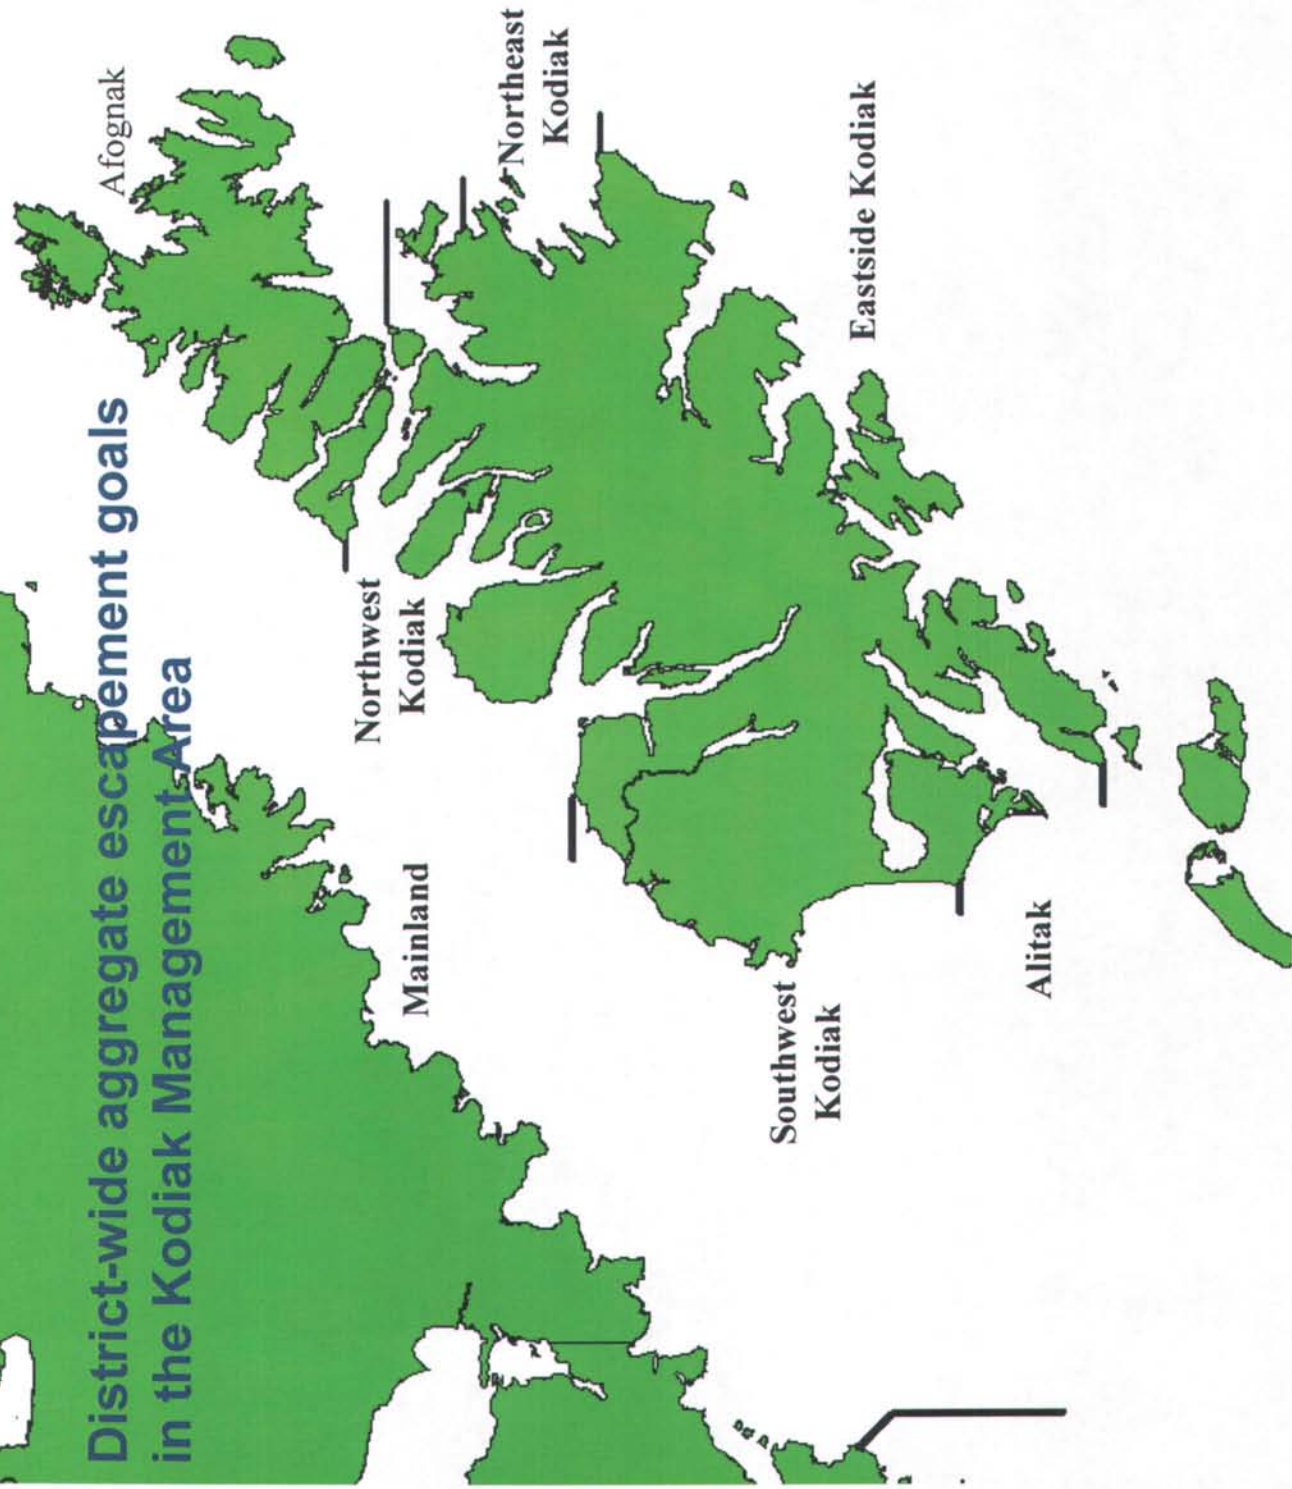 District-wide aggregate escapement goals
in the Kodiak Management Area
Afognak
Northwest
Kodiak
Northeast
Kodiak
Mainland
Eastside Kodiak
Southwest
Kodiak
Alitak